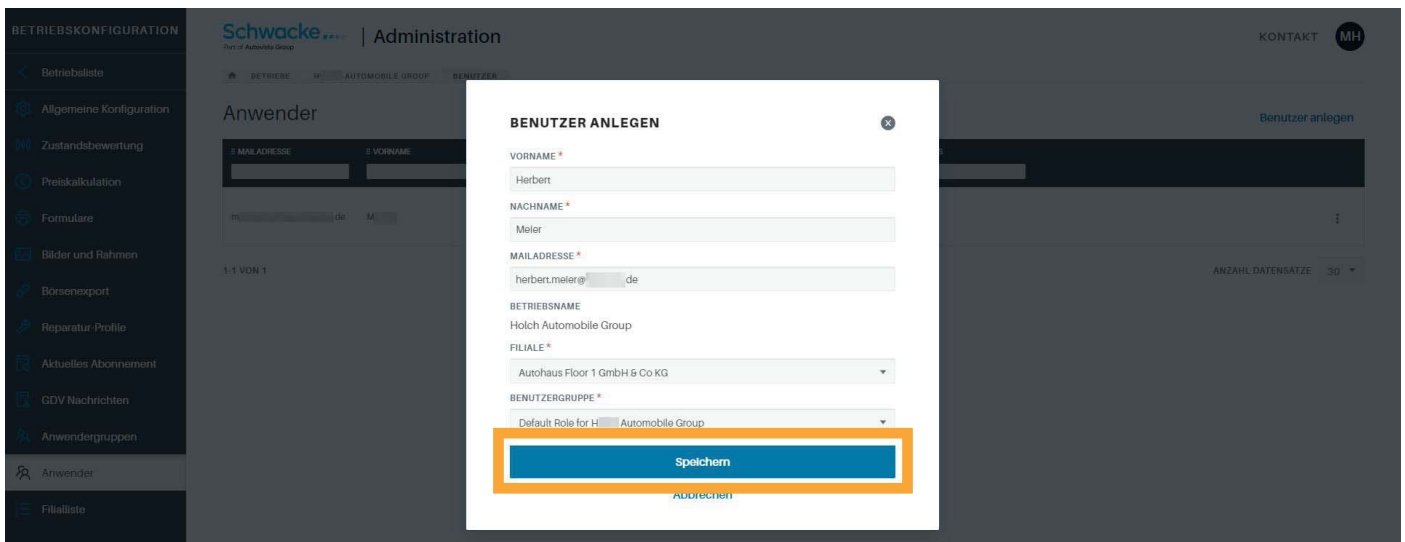 BETRIEBSKONFIGURATION
Betriebsliste
Allgemeine Konfiguration
Zustandsbewertung
Preiskalkulation
Formulare
Bilder und Rahmen
Börsenexport
Reparatur-Profile
Aktuelles Abonnement
GDV Nachrichten
Anwendergruppen
Anwender
Filialliste
Schwacke | Administration
Part of Autovista Group
KONTAKT MH
BETRIEBE H AUTOMOBILE GROUP BENUTZER
Anwender
Benutzer anlegen
MAILADRESSE VORNAME
m de M
1-1 VON 1
ANZAHL DATENSÄTZE 30
BENUTZER ANLEGEN
VORNAME *
Herbert
NACHNAME *
Meier
MAILADRESSE *
herbert.meier@ de
BETRIEBSNAME
Holch Automobile Group
FILIALE *
Autohaus Floor 1 GmbH & Co KG
BENUTZERGRUPPE *
Default Role for H Automobile Group
Speichern
Abbrechen